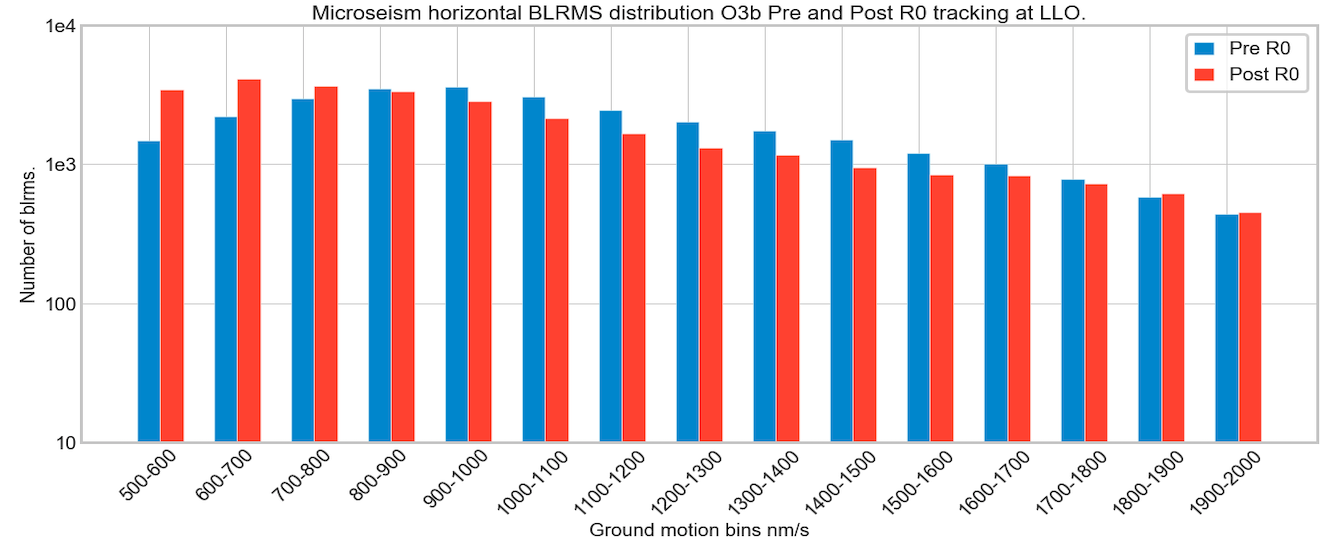 Microseism horizontal BLRMS distribution O3b Pre and Post R0 tracking at LLO.
1e4
1e3
100
10
Number of blrms.
Pre R0
Post R0
500-600
600-700
700-800
800-900
900-1000
1000-1100
1100-1200
1200-1300
1300-1400
1400-1500
1500-1600
1600-1700
1700-1800
1800-1900
1900-2000
Ground motion bins nm/s